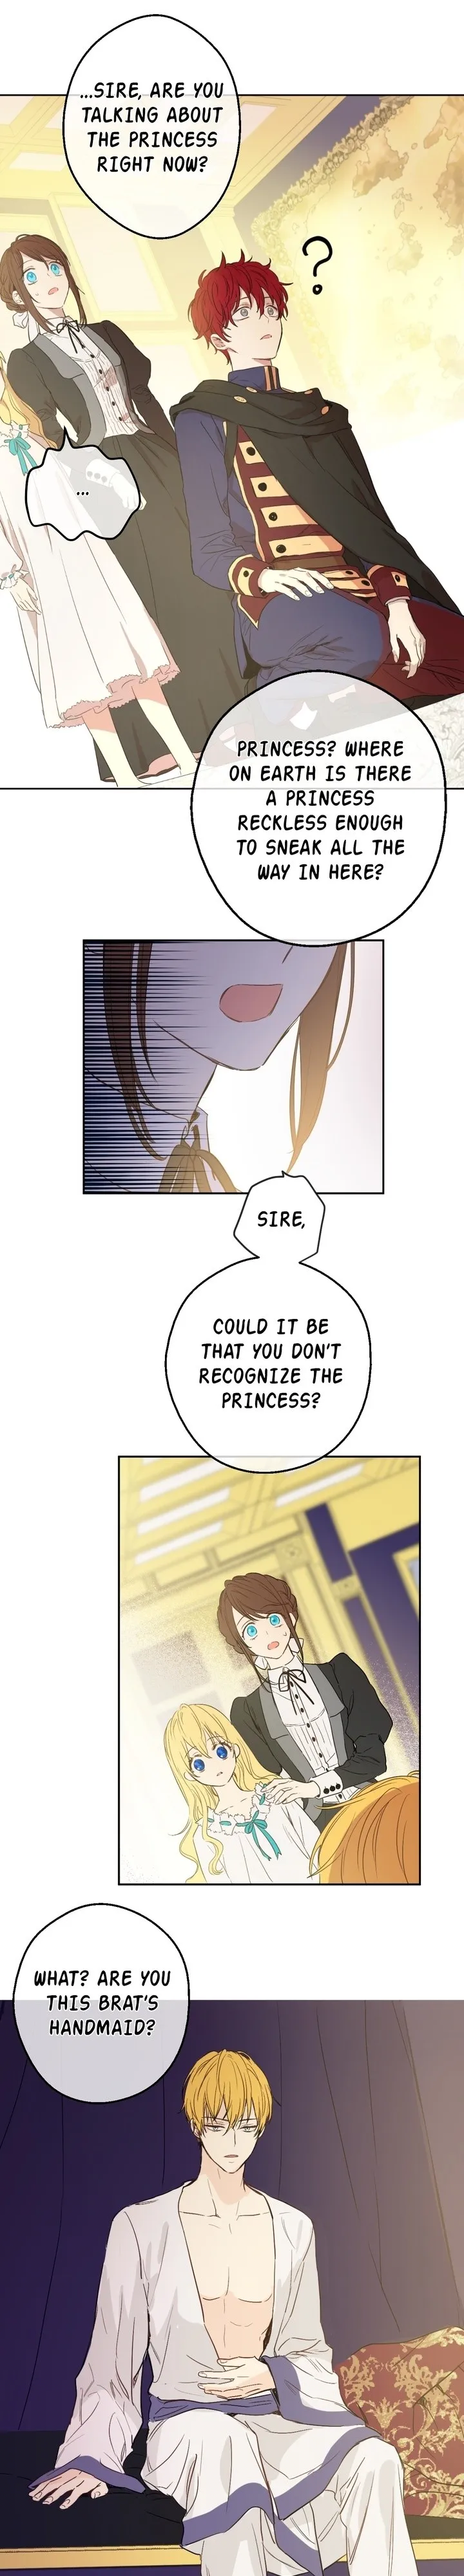 ...SIRE, ARE YOU
TALKING ABOUT
THE PRINCESS
RIGHT NOW?
?
...
PRINCESS? WHERE
ON EARTH IS THERE
A PRINCESS
RECKLESS ENOUGH
TO SNEAK ALL THE
WAY IN HERE?
SIRE,
COULD IT BE
THAT YOU DON'T
RECOGNIZE THE
PRINCESS?
WHAT? ARE YOU
THIS BRAT'S
HANDMAID?